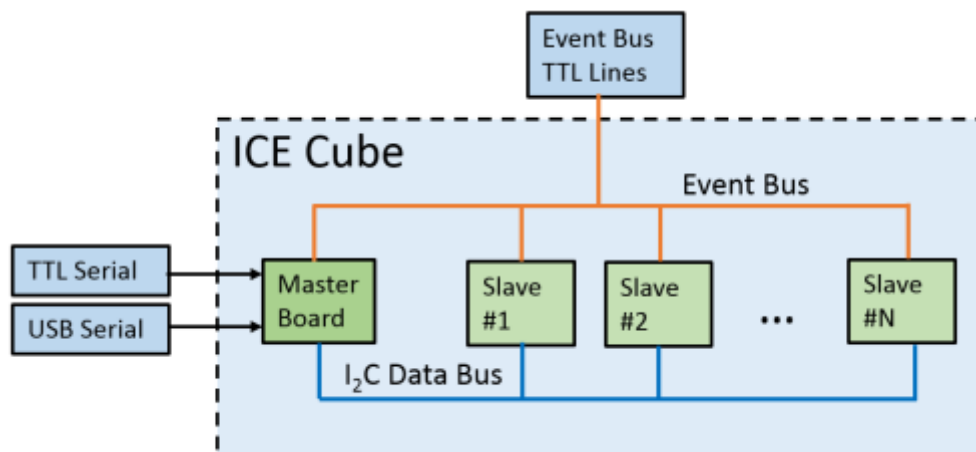 Event Bus
TTL Lines
ICE Cube
Event Bus
TTL Serial
USB Serial
Master
Board
Slave
#1
Slave
#2
...
Slave
#N
I₂C Data Bus